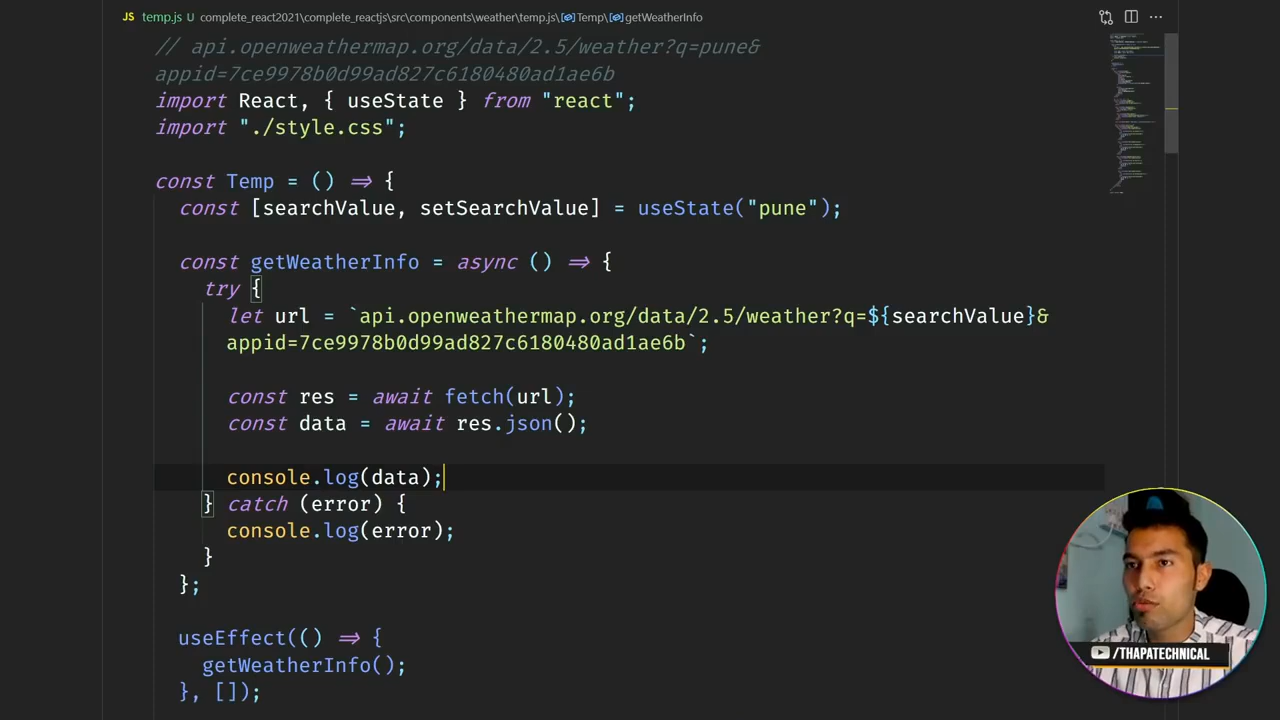 JS temp.js U complete_react2021\complete_reactjs\src\components\weather\temp.js\Temp\getWeatherInfo
// api.openweathermap.org/data/2.5/weather?q=pune&
appid=7ce9978b0d99ad827c6180480ad1ae6b
import React, { useState } from "react";
import "./style.css";
const Temp = () => {
const [searchValue, setSearchValue] = useState("pune");
const getWeatherInfo = async () => {
try {
let url = `api.openweathermap.org/data/2.5/weather?q=${searchValue}&
appid=7ce9978b0d99ad827c6180480ad1ae6b`;
const res = await fetch(url);
const data = await res.json();
console.log(data);
} catch (error) {
console.log(error);
}
};
useEffect(() => {
getWeatherInfo();
}, []);
/THAPATECHNICAL